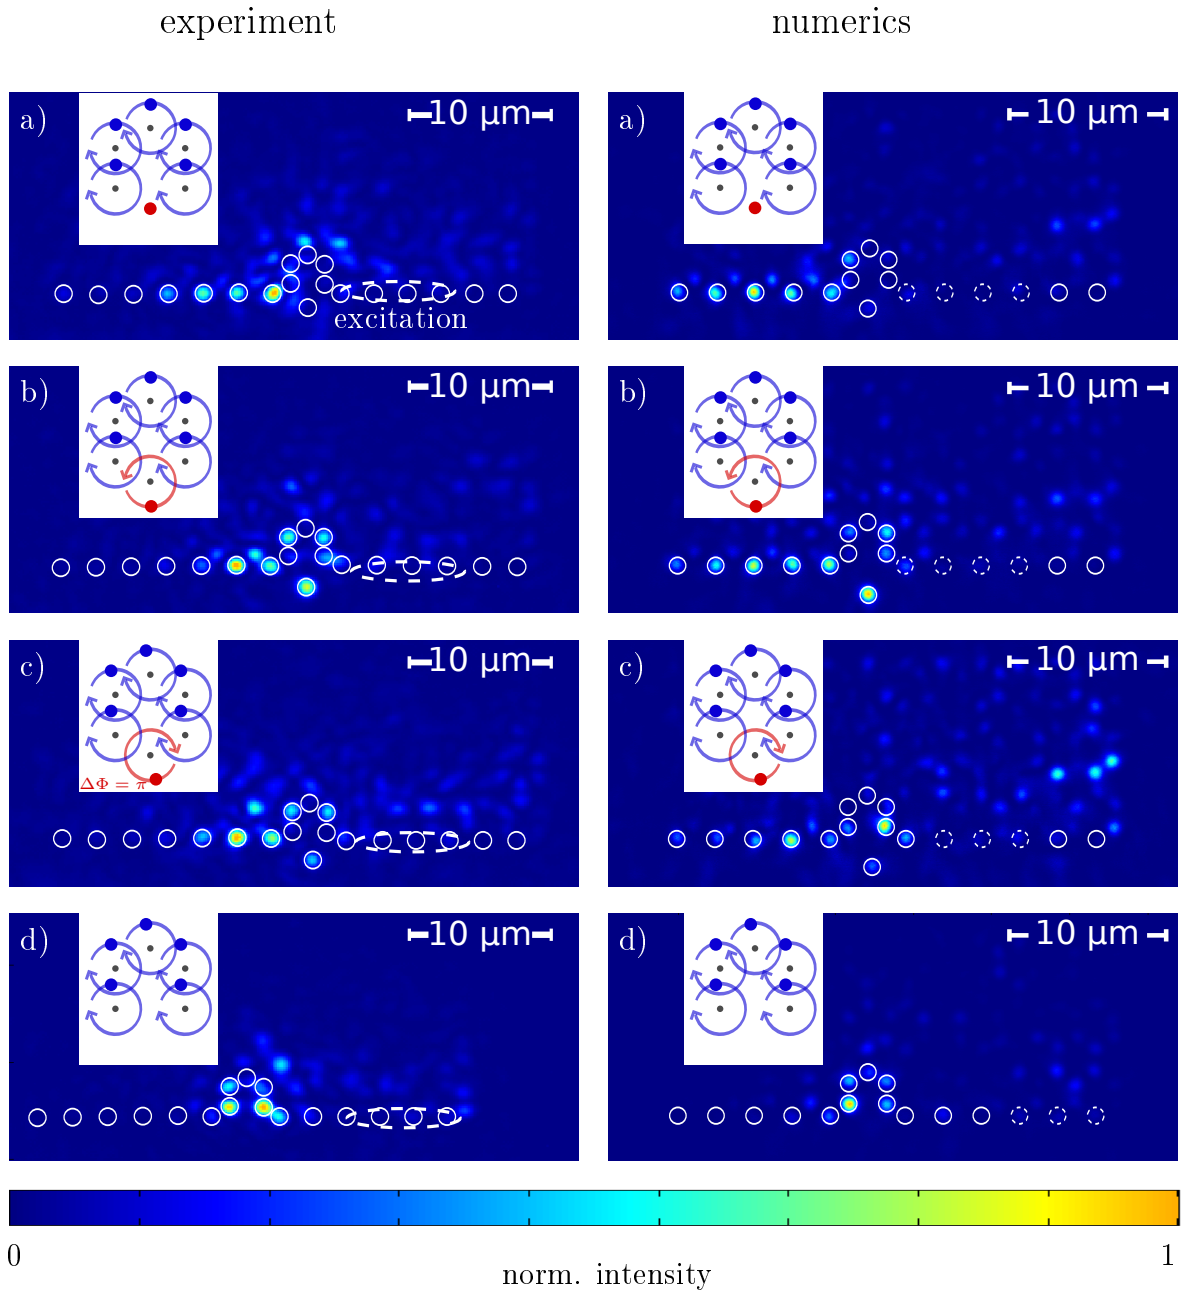 experiment
numerics
a)
10 μm
a)
10 μm
excitation
b)
10 μm
b)
10 μm
c)
10 μm
c)
10 μm
ΔΦ = π
d)
10 μm
d)
10 μm
0
1
norm. intensity